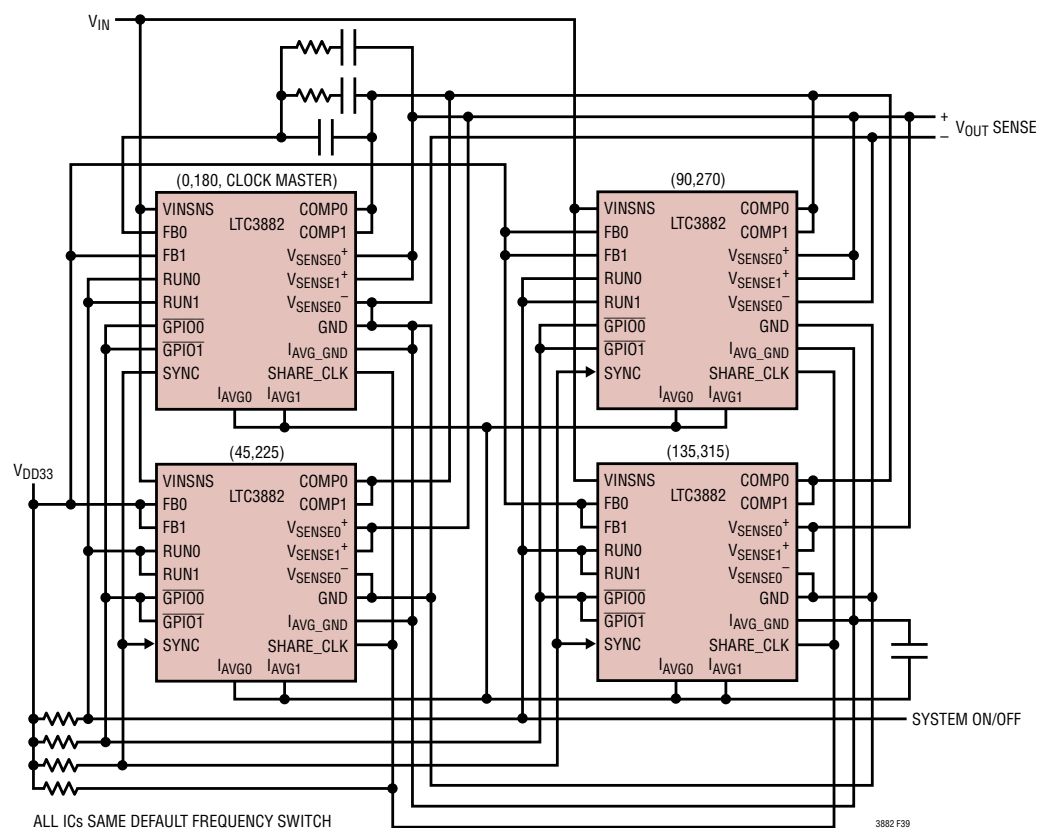 VIN
+
VOUT SENSE
–
(0,180, CLOCK MASTER)
VINSNS
FB0
FB1
RUN0
RUN1
GPIO0
GPIO1
SYNC
LTC3882
COMP0
COMP1
VSENSE0+
VSENSE1+
VSENSE0–
GND
IAVG_GND
SHARE_CLK
IAVG0 IAVG1
(90,270)
VINSNS
FB0
FB1
RUN0
RUN1
GPIO0
GPIO1
SYNC
LTC3882
COMP0
COMP1
VSENSE0+
VSENSE1+
VSENSE0–
GND
IAVG_GND
SHARE_CLK
IAVG0 IAVG1
VDD33
(45,225)
VINSNS
FB0
FB1
RUN0
RUN1
GPIO0
GPIO1
SYNC
LTC3882
COMP0
COMP1
VSENSE0+
VSENSE1+
VSENSE0–
GND
IAVG_GND
SHARE_CLK
IAVG0 IAVG1
(135,315)
VINSNS
FB0
FB1
RUN0
RUN1
GPIO0
GPIO1
SYNC
LTC3882
COMP0
COMP1
VSENSE0+
VSENSE1+
VSENSE0–
GND
IAVG_GND
SHARE_CLK
IAVG0 IAVG1
SYSTEM ON/OFF
ALL ICs SAME DEFAULT FREQUENCY SWITCH
3882 F39